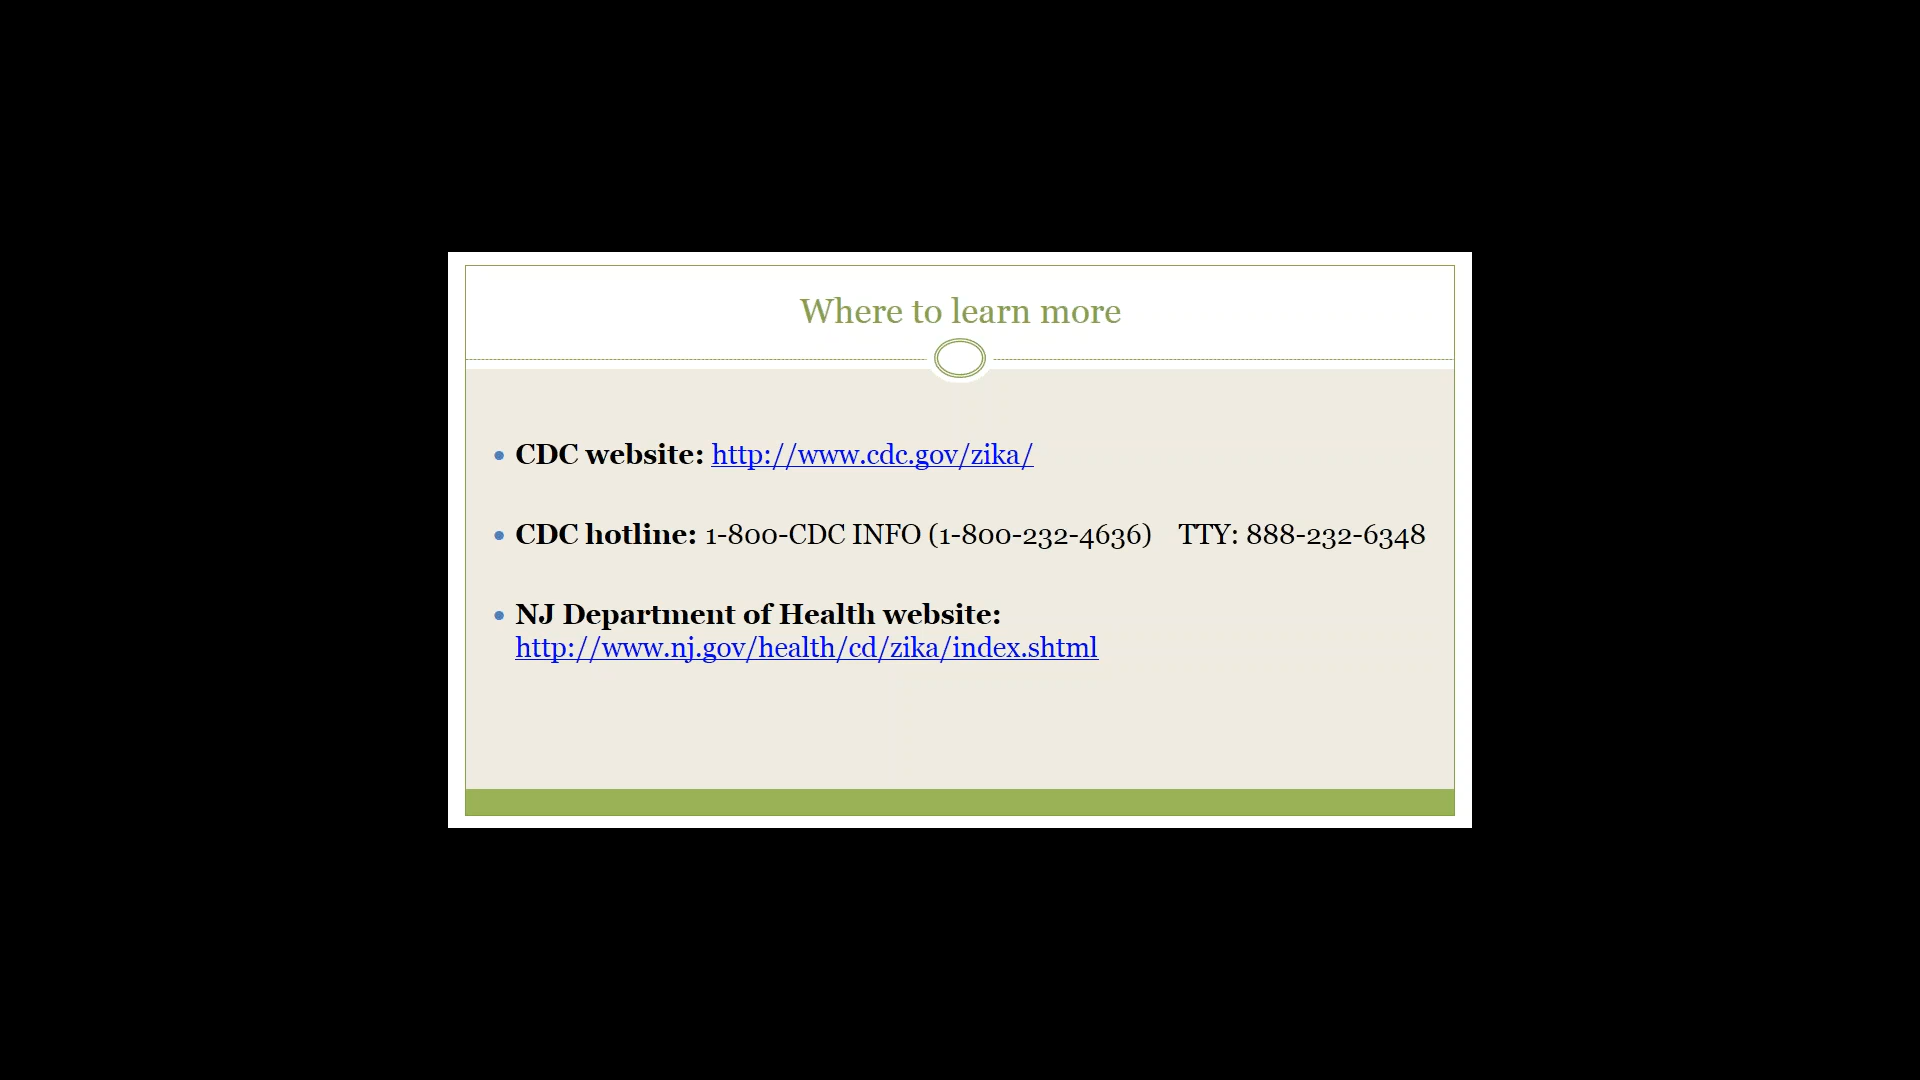 Where to learn more
• CDC website: http://www.cdc.gov/zika/
• CDC hotline: 1-800-CDC INFO (1-800-232-4636) TTY: 888-232-6348
• NJ Department of Health website:
http://www.nj.gov/health/cd/zika/index.shtml